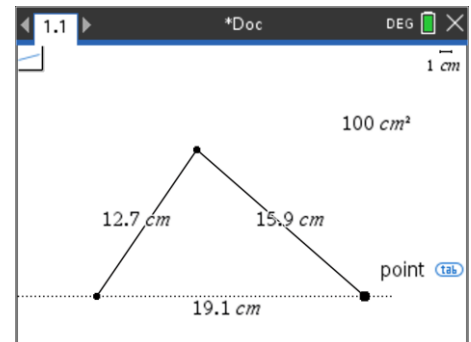 1.1 *Doc DEG
1 cm
100 cm²
12.7 cm 15.9 cm
point tab
19.1 cm